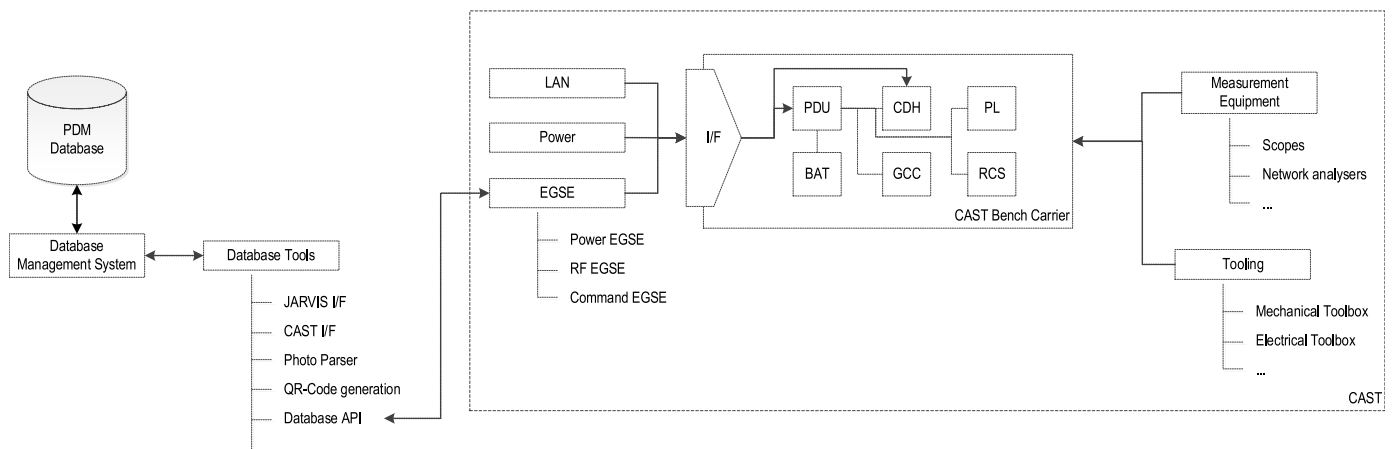 PDM
Database
Database
Management System
Database Tools
JARVIS I/F
CAST I/F
Photo Parser
QR-Code generation
Database API
LAN
Power
EGSE
Power EGSE
RF EGSE
Command EGSE
I/F
PDU
CDH
PL
BAT
GCC
RCS
CAST Bench Carrier
Measurement
Equipment
Scopes
Network analysers
...
Tooling
Mechanical Toolbox
Electrical Toolbox
...
CAST